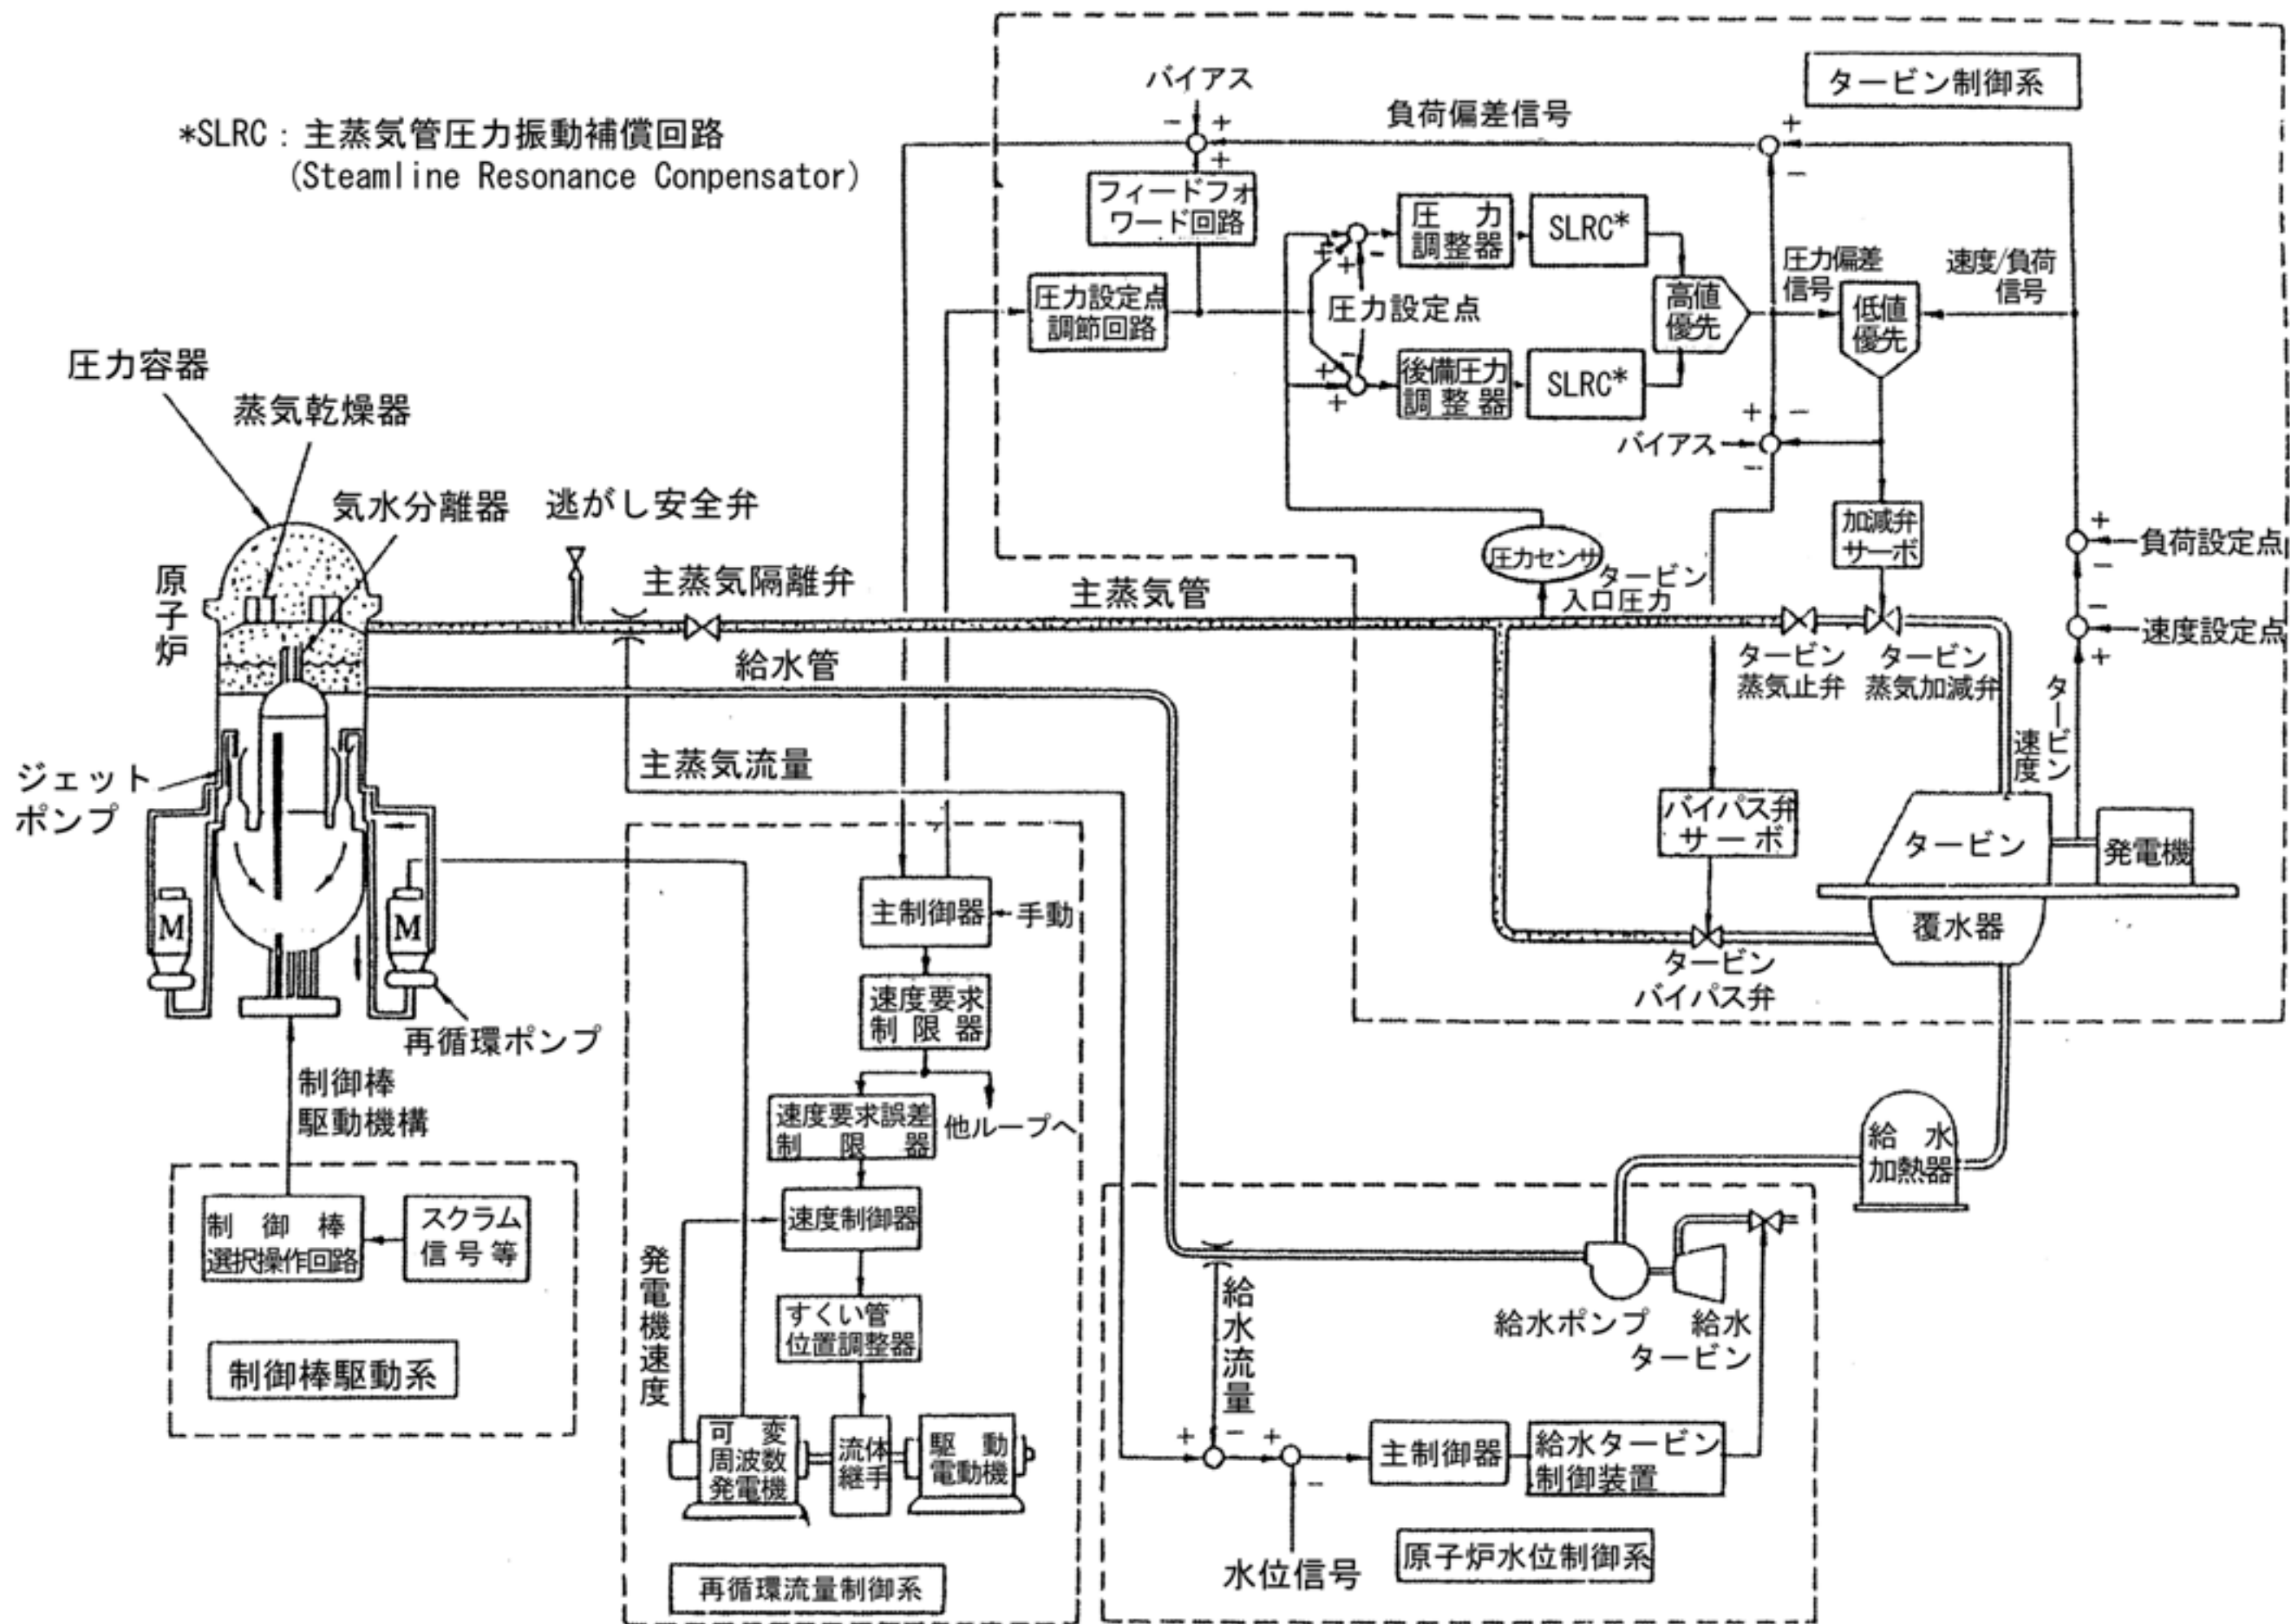 *SLRC：主蒸気管圧力振動補償回路
(Steamline Resonance Conpensator)
タービン制御系
バイアス
負荷偏差信号
フィードフォ
ワード回路
圧力設定点
調節回路
圧力
調整器
SLRC*
圧力設定点
後備圧力
調整器
SLRC*
高値
優先
圧力偏差
信号
低値
優先
速度/負荷
信号
バイアス
加減弁
サーボ
負荷設定点
速度設定点
圧力センサ
タービン
入口圧力
圧力容器
蒸気乾燥器
気水分離器
逃がし安全弁
原子炉
主蒸気隔離弁
主蒸気管
給水管
主蒸気流量
タービン
蒸気止弁
タービン
蒸気加減弁
タービン
速度
ジェット
ポンプ
M
M
再循環ポンプ
バイパス弁
サーボ
タービン
発電機
覆水器
タービン
バイパス弁
主制御器
手動
速度要求
制限器
速度要求誤差
制限器
他ループへ
速度制御器
すくい管
位置調整器
発電機速度
可変
周波数
発電機
流体
継手
駆動
電動機
再循環流量制御系
制御棒
駆動機構
制御棒
選択操作回路
スクラム
信号等
制御棒駆動系
給水
加熱器
給水ポンプ
給水
タービン
給水流量
主制御器
給水タービン
制御装置
水位信号
原子炉水位制御系
+
-
+
+
+
-
+
+
-
-
+
+
+
-
-
+
-
-
+
+
-
+
-
+
-